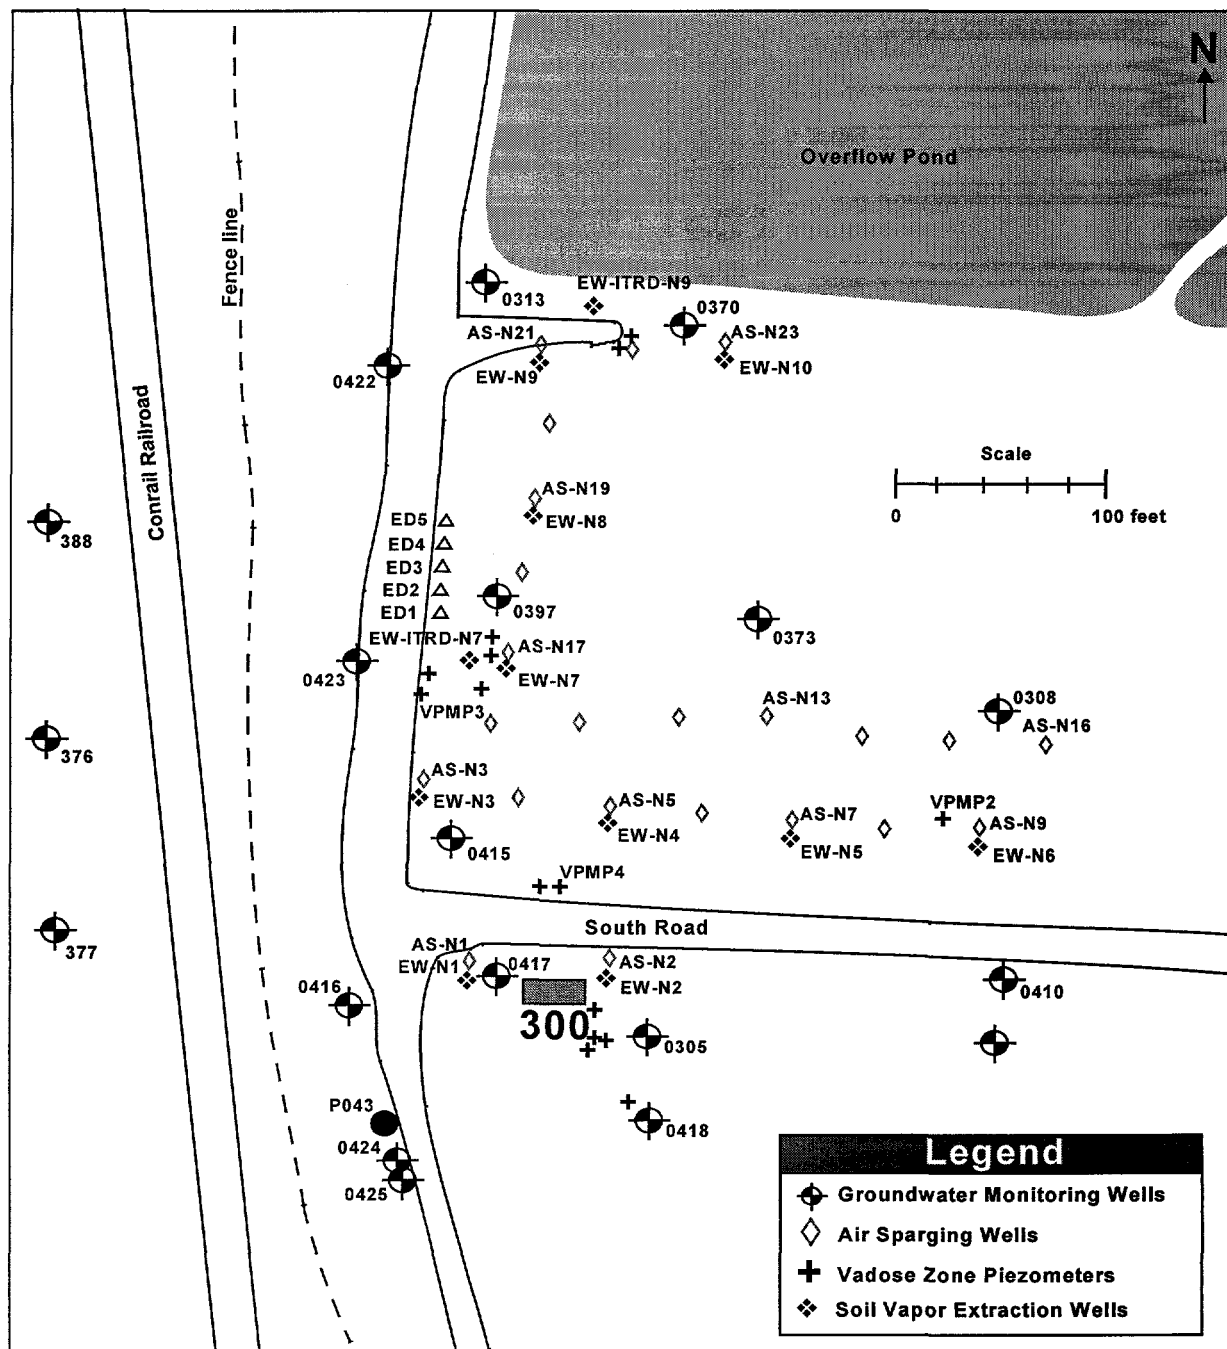 N
Overflow Pond
Fence line
EW-ITRD-N9
0313
0370
AS-N21
AS-N23
0422
EW-N9
EW-N10
Conrail Railroad
Scale
0
100 feet
AS-N19
ED5
EW-N8
388
ED4
ED3
ED2
0397
ED1
EW-ITRD-N7
0373
AS-N17
0423
EW-N7
0308
VPMP3
AS-N13
AS-N16
376
AS-N3
EW-N3
AS-N5
VPMP2
AS-N7
AS-N9
EW-N4
0415
EW-N5
EW-N6
VPMP4
South Road
377
AS-N1
EW-N1
0417
AS-N2
EW-N2
0416
0410
300
0305
P043
0418
0424
0425
Legend
Groundwater Monitoring Wells
Air Sparging Wells
Vadose Zone Piezometers
Soil Vapor Extraction Wells